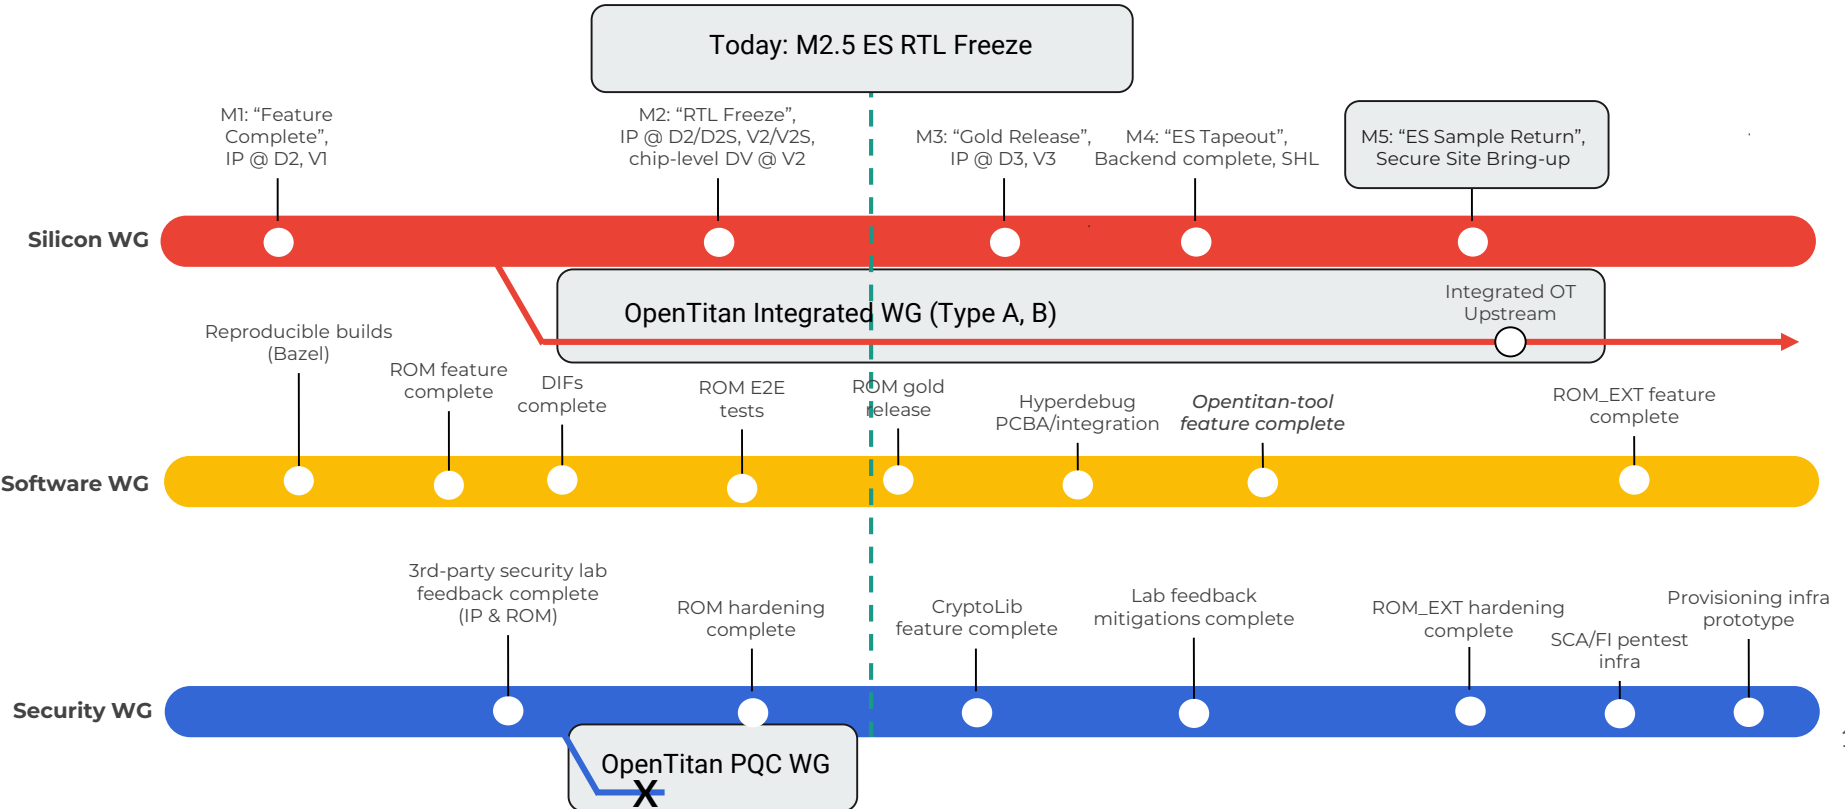 Today: M2.5 ES RTL Freeze
M1: “Feature
Complete”,
IP @ D2, V1
M2: “RTL Freeze”,
IP @ D2/D2S, V2/V2S,
chip-level DV @ V2
M3: “Gold Release”,
IP @ D3, V3
M4: “ES Tapeout”,
Backend complete, SHL
M5: “ES Sample Return”,
Secure Site Bring-up
Silicon WG
OpenTitan Integrated WG (Type A, B)
Integrated OT
Upstream
Reproducible builds
(Bazel)
ROM feature
complete
DIFs
complete
ROM E2E
tests
ROM gold
release
Hyperdebug
PCBA/integration
Opentitan-tool
feature complete
ROM_EXT feature
complete
Software WG
3rd-party security lab
feedback complete
(IP & ROM)
ROM hardening
complete
CryptoLib
feature complete
Lab feedback
mitigations complete
ROM_EXT hardening
complete
SCA/FI pentest
infra
Provisioning infra
prototype
Security WG
OpenTitan PQC WG
X